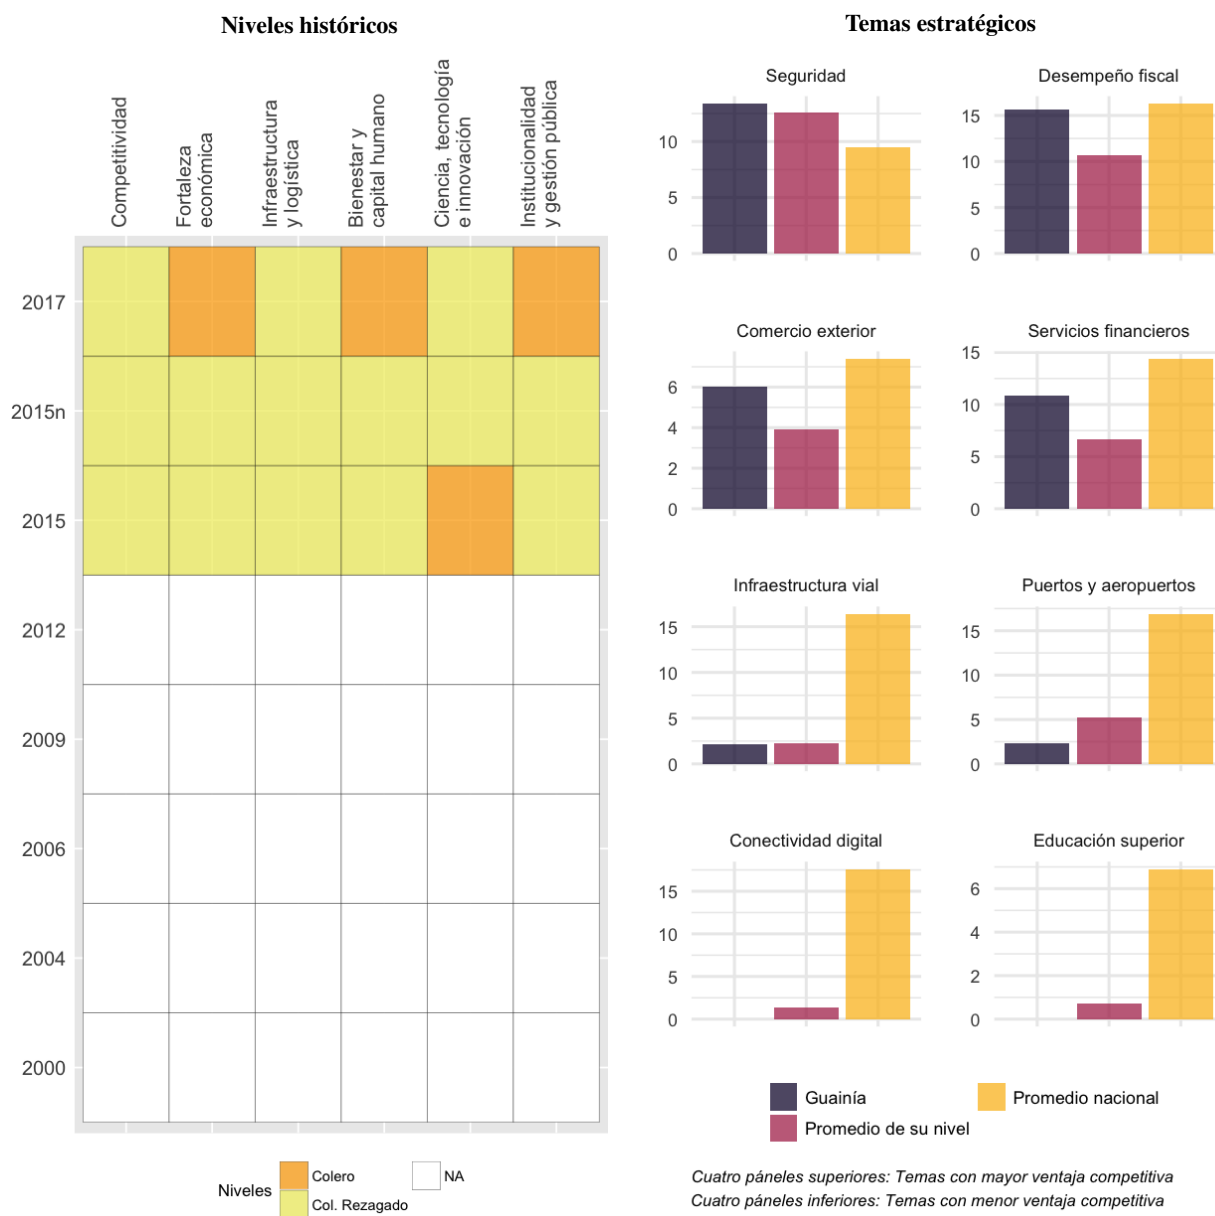 Niveles históricos
Competitividad
Fortaleza
económica
Infraestructura
y logística
Bienestar y
capital humano
Ciencia, tecnología
e innovación
Institucionalidad
y gestión pública
2017
2015n
2015
2012
2009
2006
2004
2000
Niveles
Colero
Col. Rezagado
NA
Temas estratégicos
Seguridad
10
5
0
Desempeño fiscal
15
10
5
0
Comercio exterior
6
4
2
0
Servicios financieros
15
10
5
0
Infraestructura vial
15
10
5
0
Puertos y aeropuertos
15
10
5
0
Conectividad digital
15
10
5
0
Educación superior
6
4
2
0
Guainía
Promedio de su nivel
Promedio nacional
Cuatro páneles superiores: Temas con mayor ventaja competitiva
Cuatro páneles inferiores: Temas con menor ventaja competitiva